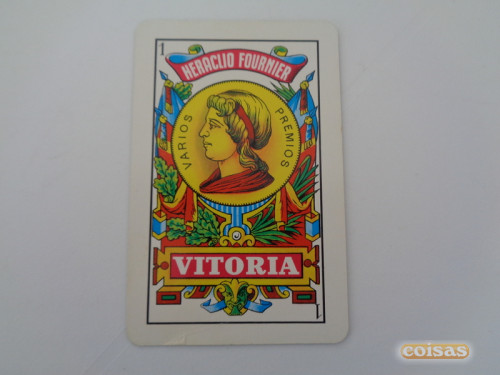 1
HERACLIO FOURNIER
VARIOS PREMIOS
VITORIA
1
coisas